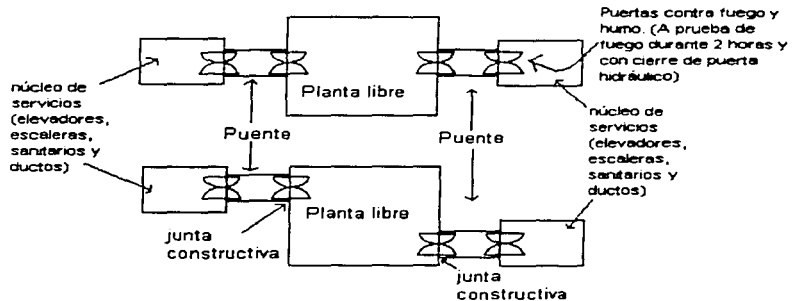 Puertas contra fuego y
humo. (A prueba de
fuego durante 2 horas y
con cierre de puerta
hidráulico)
Planta libre
núcleo de
servicios
(elevadores,
escaleras,
sanitarios y
ductos)
Puente
Puente
núcleo de
servicios
(elevadores,
escaleras,
sanitarios y
ductos)
Planta libre
junta
constructiva
junta
constructiva